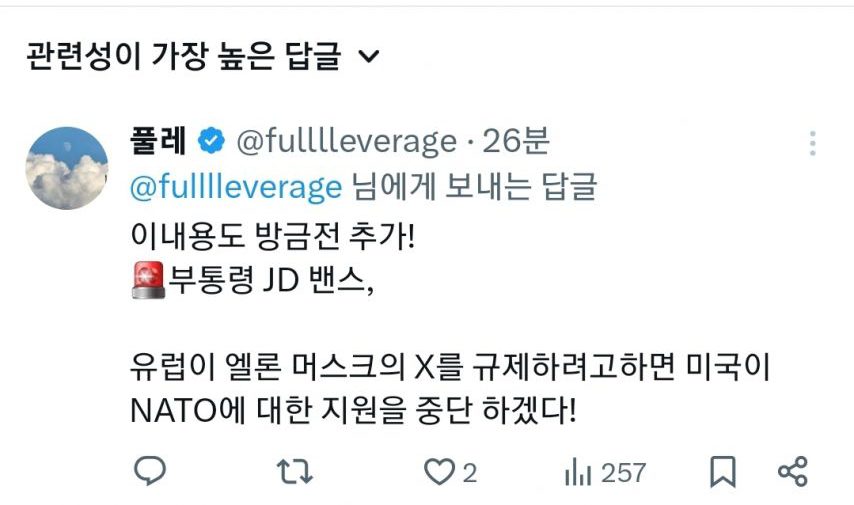 관련성이 가장 높은 답글
풀레 @fulllleverage · 26분
@fulllleverage 님에게 보내는 답글
이내용도 방금전 추가!
🚨부통령 JD 밴스,
유럽이 엘론 머스크의 X를 규제하려고하면 미국이
NATO에 대한 지원을 중단 하겠다!
2
257